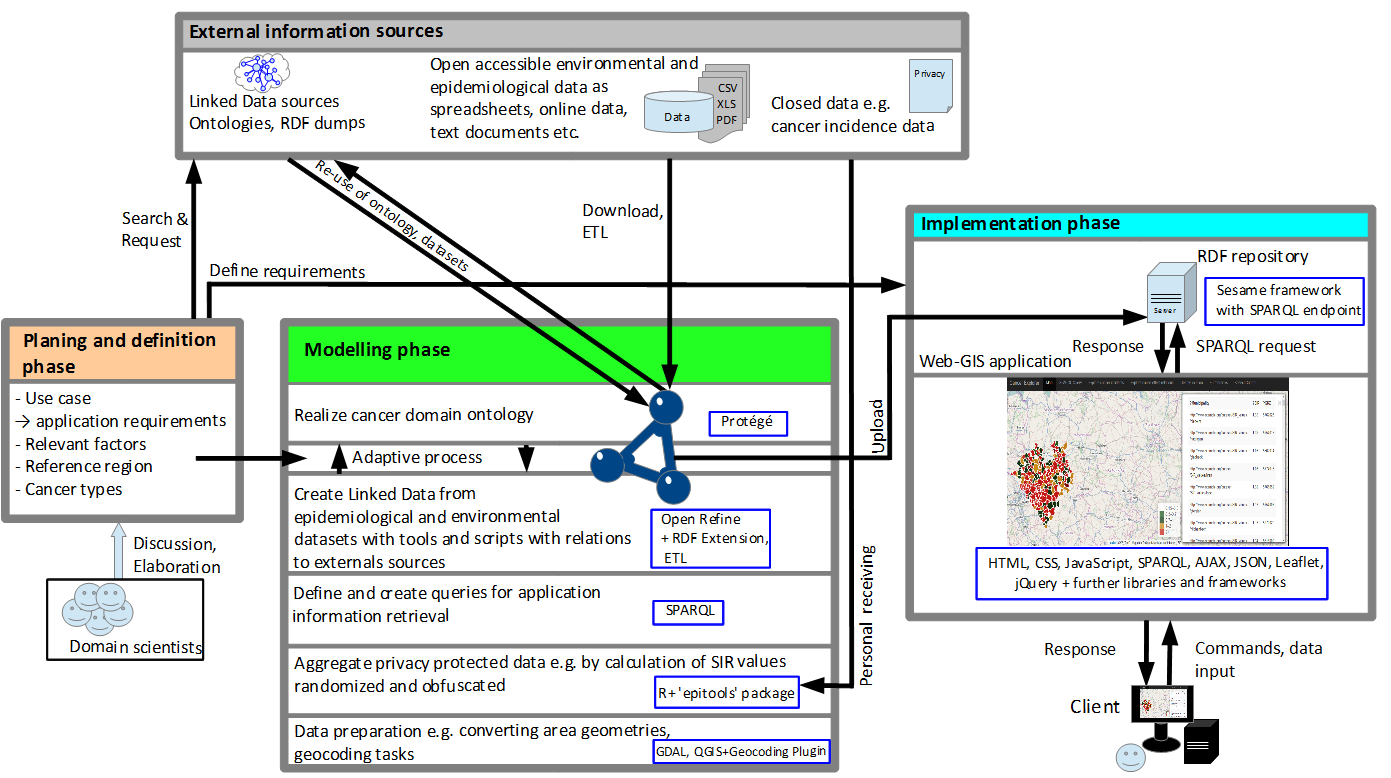 External information sources
Linked Data sources
Ontologies, RDF dumps
Open accessible environmental and
epidemiological data as
spreadsheets, online data,
text documents etc.
Data
CSV
XLS
PDF
Closed data e.g.
cancer incidence data
Privacy
Search &
Request
Re-use of ontology, datasets
Download,
ETL
Define requirements
Planing and definition
phase
- Use case
→ application requirements
- Relevant factors
- Reference region
- Cancer types
Discussion,
Elaboration
Domain scientists
Modelling phase
Realize cancer domain ontology
Protégé
Adaptive process
Create Linked Data from
epidemiological and environmental
datasets with tools and scripts with relations
to externals sources
Open Refine
+ RDF Extension,
ETL
Define and create queries for application
information retrieval
SPARQL
Aggregate privacy protected data e.g. by calculation of SIR values
randomized and obfuscated
R+'epitools' package
Data preparation e.g. converting area geometries,
geocoding tasks
GDAL, QGIS+Geocoding Plugin
Upload
Personal receiving
Implementation phase
RDF repository
Server
Sesame framework
with SPARQL endpoint
Response
SPARQL request
Web-GIS application
HTML, CSS, JavaScript, SPARQL, AJAX, JSON, Leaflet,
jQuery + further libraries and frameworks
Response
Commands, data
input
Client